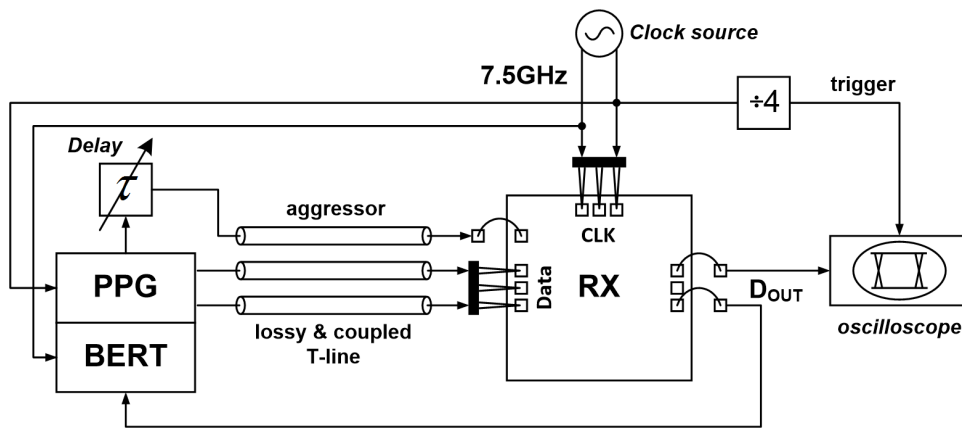 Clock source
7.5GHz
÷4
trigger
Delay
τ
aggressor
CLK
PPG
Data
RX
DOUT
BERT
lossy & coupled
T-line
oscilloscope